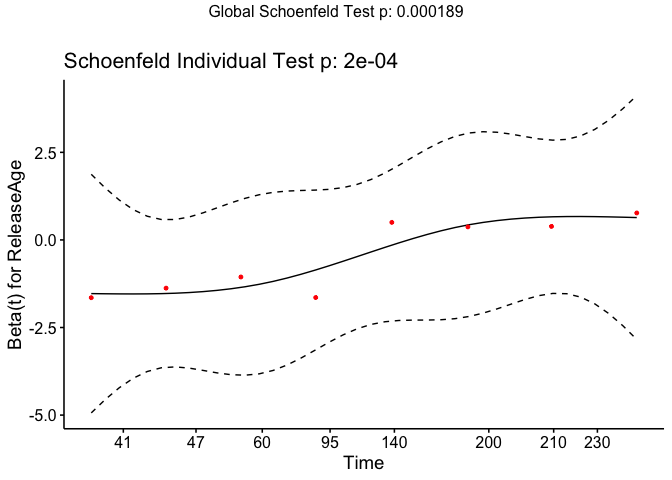 Global Schoenfeld Test p: 0.000189
Schoenfeld Individual Test p: 2e-04
Beta(t) for ReleaseAge
2.5
0.0
-2.5
-5.0
41 47 60 95 140 200 210 230
Time